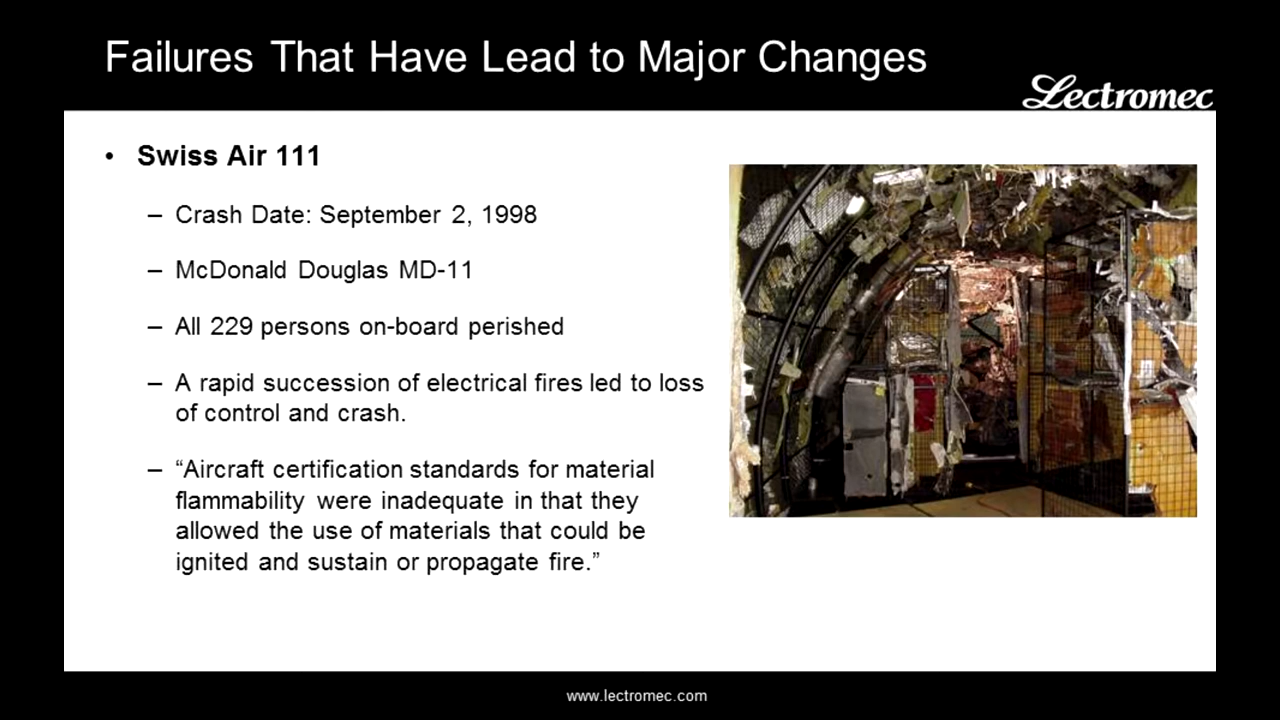 Failures That Have Lead to Major Changes
Lectromec
• Swiss Air 111
– Crash Date: September 2, 1998
– McDonald Douglas MD-11
– All 229 persons on-board perished
– A rapid succession of electrical fires led to loss
of control and crash.
– “Aircraft certification standards for material
flammability were inadequate in that they
allowed the use of materials that could be
ignited and sustain or propagate fire.”
www.lectromec.com